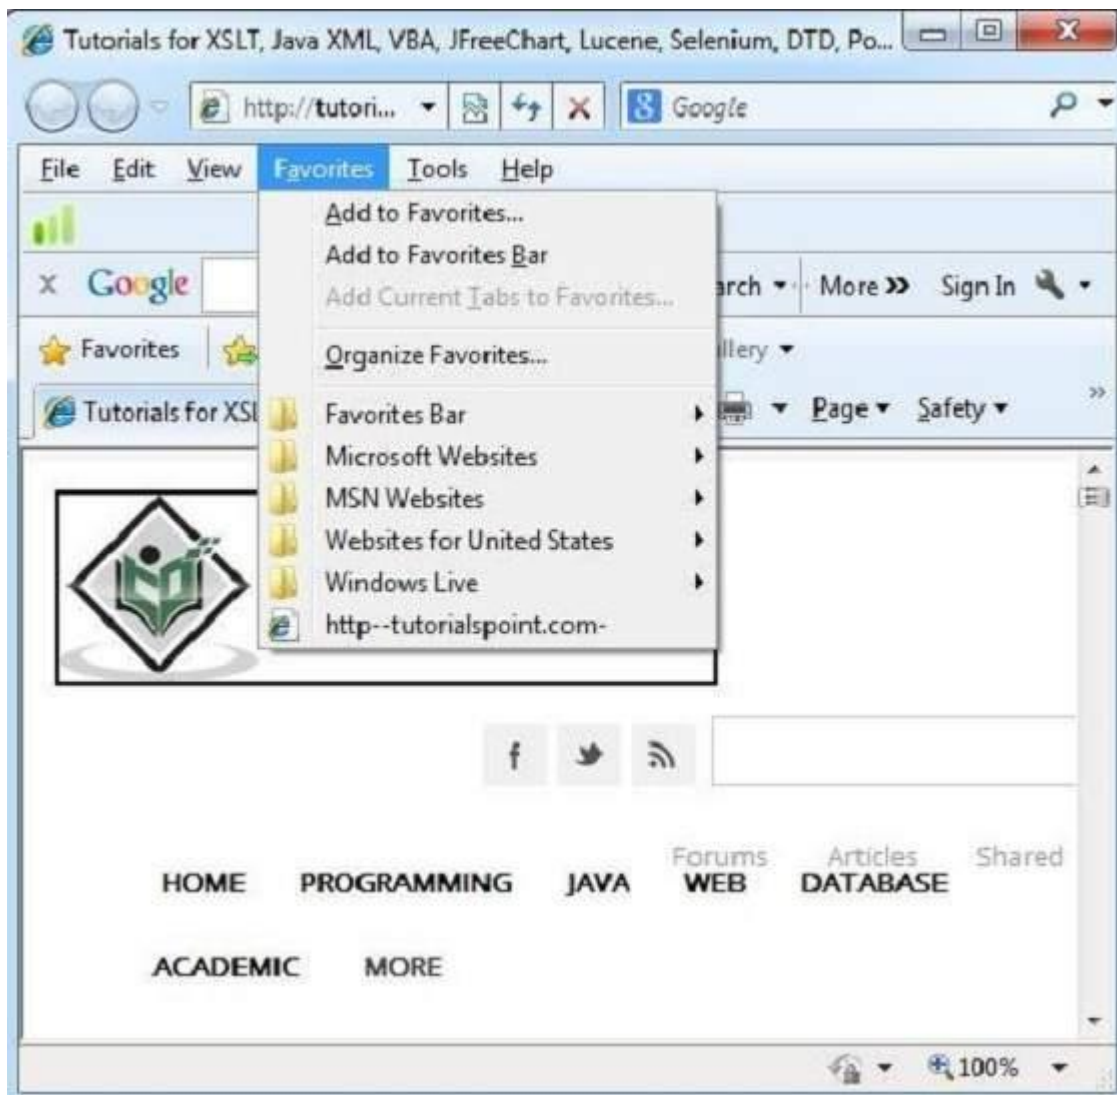 Tutorials for XSLT, Java XML, VBA, JFreeChart, Lucene, Selenium, DTD, Po...
http://tutori... Google
File Edit View Favorites Tools Help
Add to Favorites...
Add to Favorites Bar
Add Current Tabs to Favorites...
Organize Favorites...
Favorites Bar
Microsoft Websites
MSN Websites
Websites for United States
Windows Live
http--tutorialspoint.com-
x Google arch More » Sign In
Favorites llery
Tutorials for XSL Page Safety »
Forums Articles Shared
HOME PROGRAMMING JAVA WEB DATABASE
ACADEMIC MORE
100%